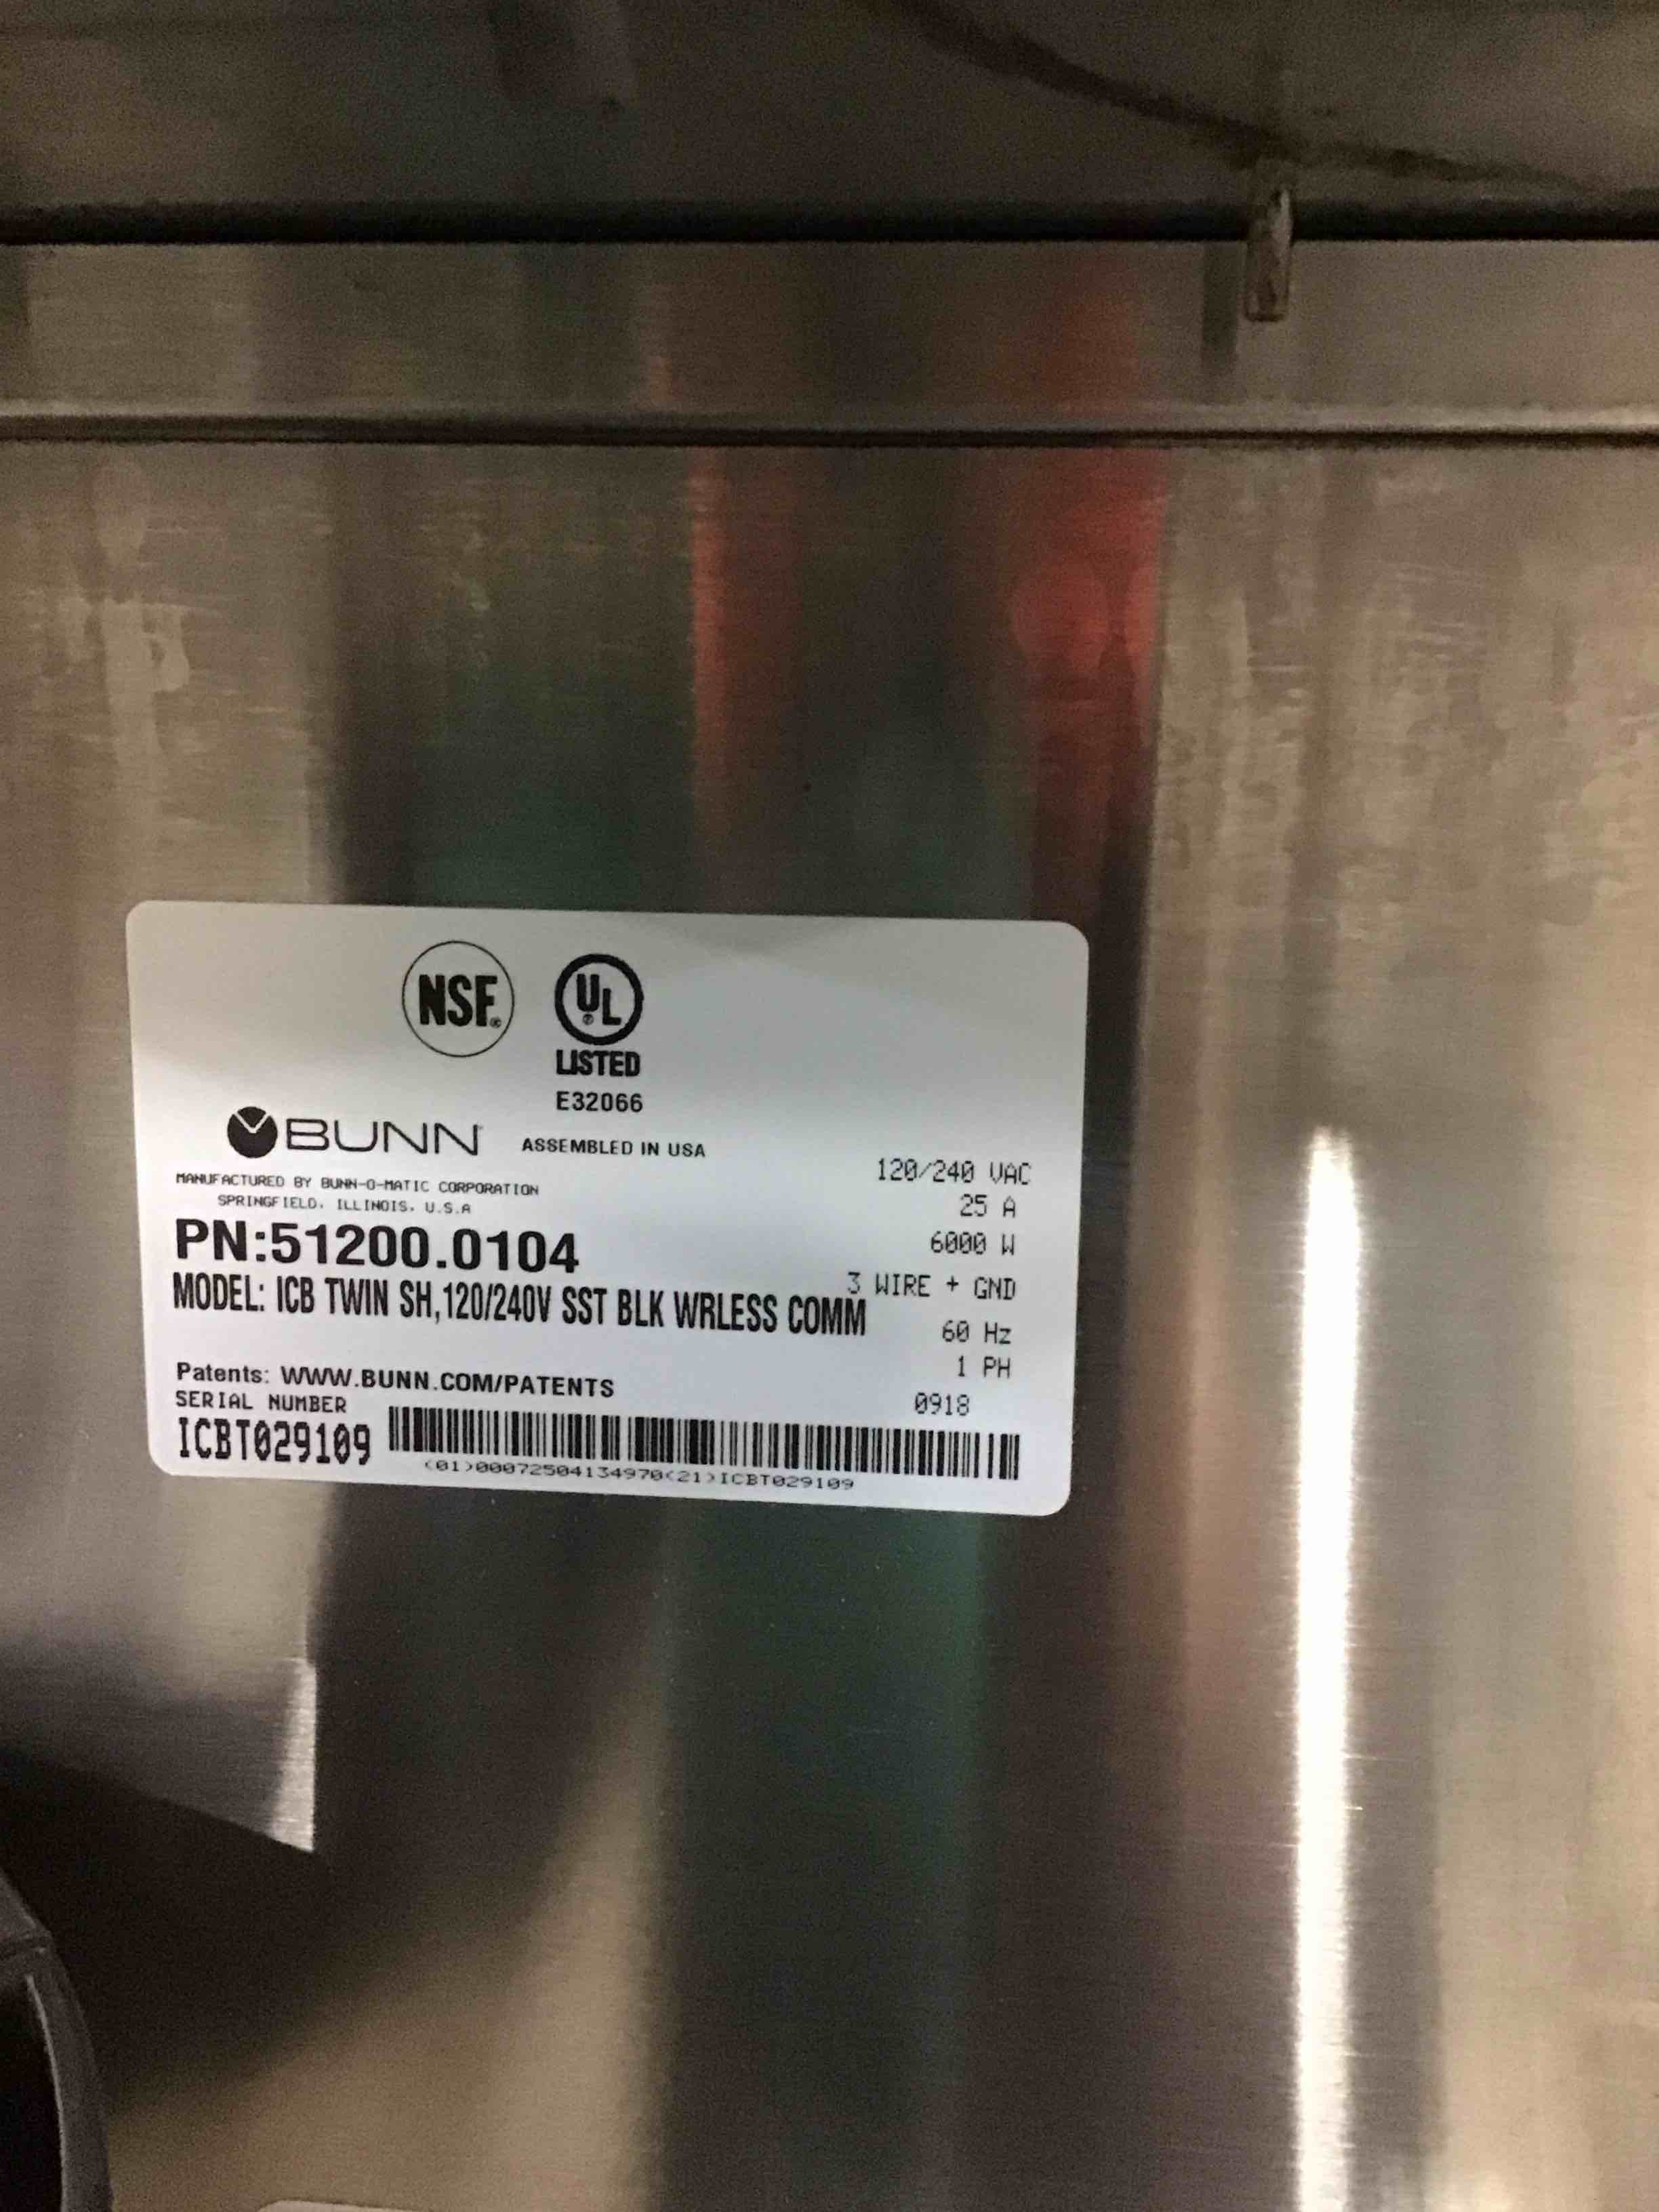 NSF®
UL®
LISTED
E32066
BUNN®
ASSEMBLED IN USA
MANUFACTURED BY BUNN-O-MATIC CORPORATION
SPRINGFIELD, ILLINOIS, U.S.A
PN:51200.0104
MODEL: ICB TWIN SH,120/240V SST BLK WRLESS COMM
120/240 VAC
25 A
6000 W
3 WIRE + GND
60 Hz
1 PH
0918
Patents: WWW.BUNN.COM/PATENTS
SERIAL NUMBER
ICBT029109
(01)00072504134970(21)ICBT029109